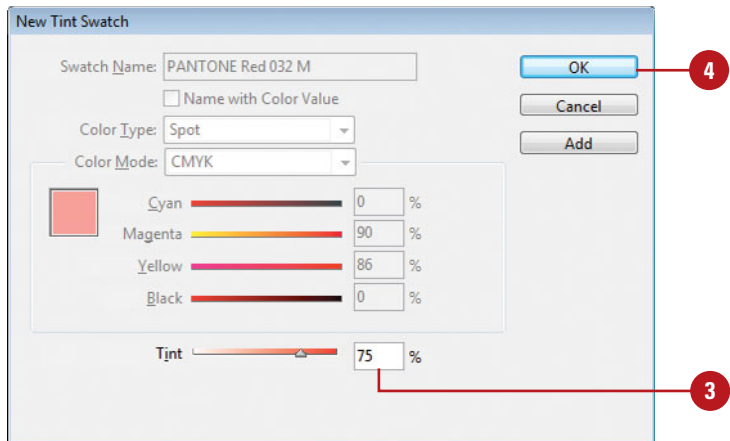 New Tint Swatch
Swatch Name: PANTONE Red 032 M
OK
4
Name with Color Value
Cancel
Color Type: Spot
Add
Color Mode: CMYK
Cyan 0 %
Magenta 90 %
Yellow 86 %
Black 0 %
Tint 75 %
3